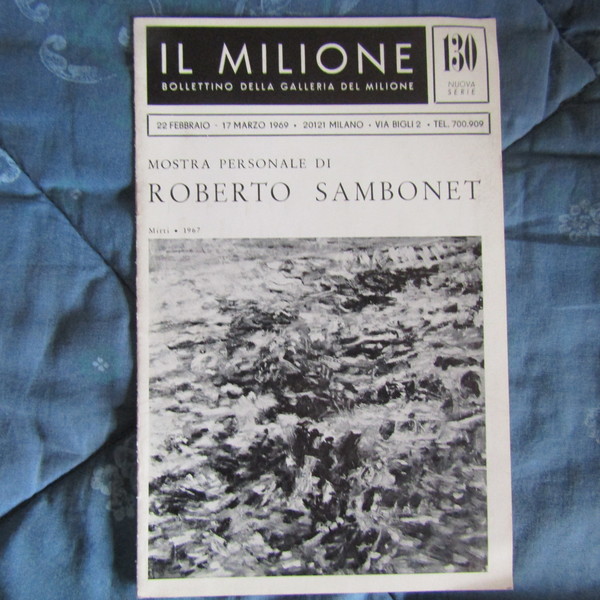 IL MILIONE
BOLLETTINO DELLA GALLERIA DEL MILIONE
130
NUOVA
SERIE
22 FEBBRAIO • 17 MARZO 1969 • 20121 MILANO • VIA BIGLI 2 • TEL. 700.909
MOSTRA PERSONALE DI
ROBERTO SAMBONET
Mirti • 1967